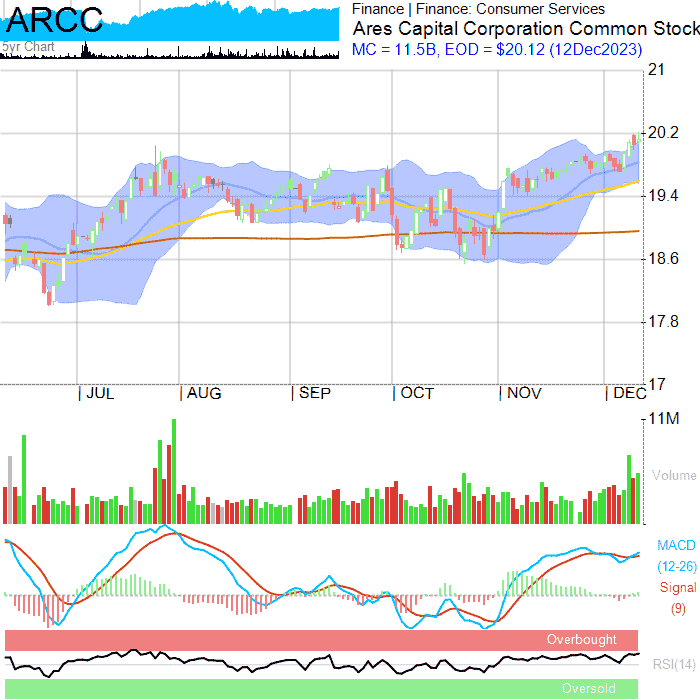 ARCC
5yr Chart
Finance | Finance: Consumer Services
Ares Capital Corporation Common Stock
MC = 11.5B, EOD = $20.12 (12Dec2023)
21
20.2
19.4
18.6
17.8
17
| JUL | AUG | SEP | OCT | NOV | DEC
11M
Volume
MACD
(12-26)
Signal
(9)
Overbought
RSI(14)
Oversold